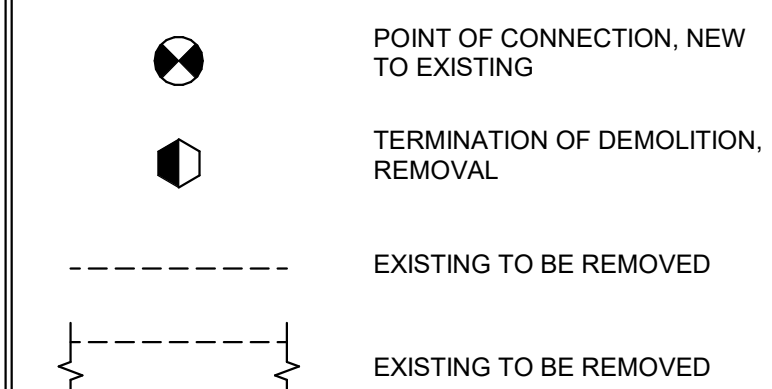 POINT OF CONNECTION, NEW
TO EXISTING
TERMINATION OF DEMOLITION,
REMOVAL
EXISTING TO BE REMOVED
EXISTING TO BE REMOVED